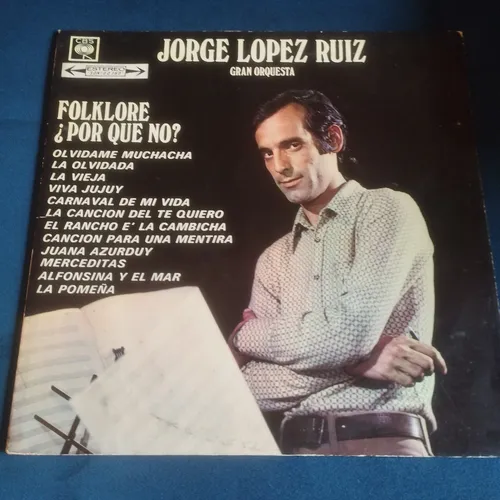 CBS
JORGE LOPEZ RUIZ
GRAN ORQUESTA
ESTEREO
FOLKLORE
¿POR QUE NO?
OLVIDAME MUCHACHA
LA OLVIDADA
LA VIEJA
VIVA JUJUY
CARNAVAL DE MI VIDA
LA CANCION DEL TE QUIERO
EL RANCHO E' LA CAMBICHA
CANCION PARA UNA MENTIRA
JUANA AZURDUY
MERCEDITAS
ALFONSINA Y EL MAR
LA POMEÑA